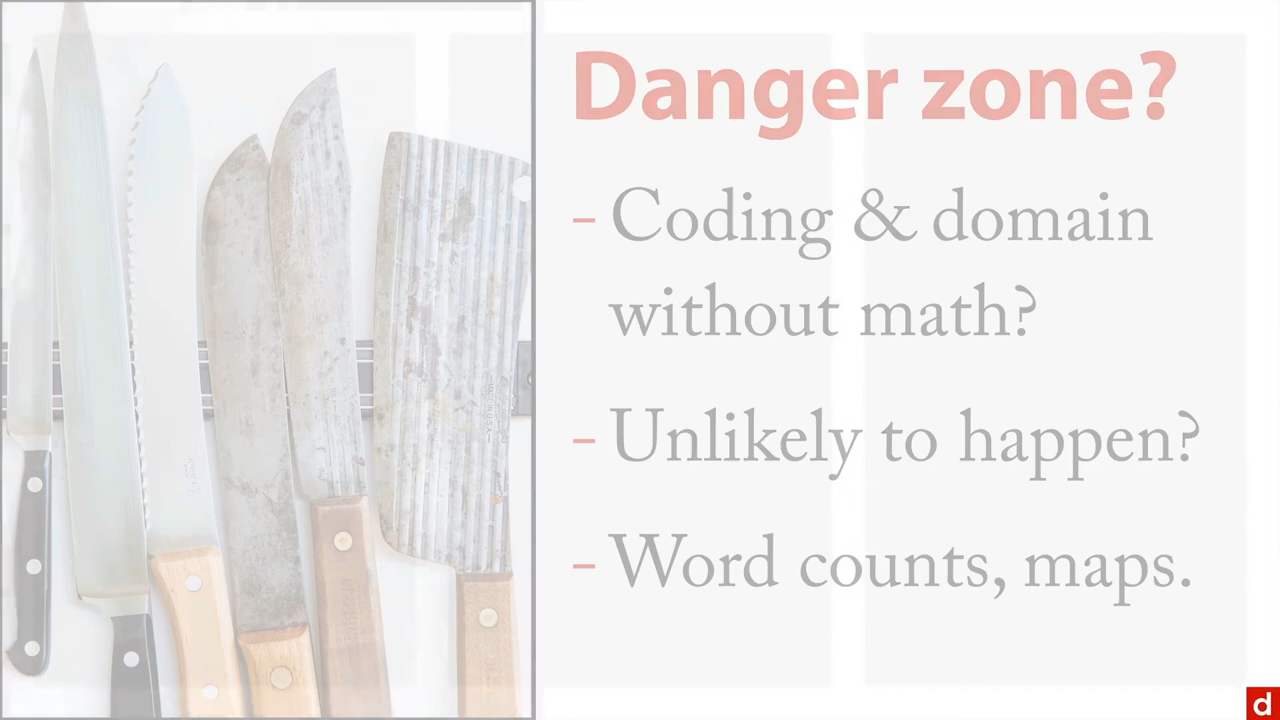 Danger zone?
- Coding & domain
without math?
- Unlikely to happen?
- Word counts, maps.
d